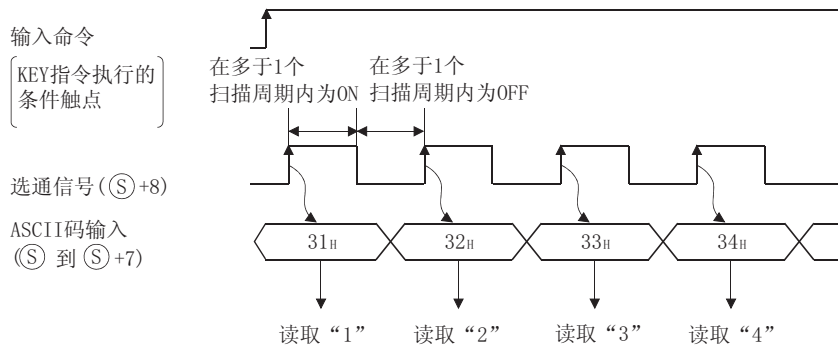 输入命令
KEY指令执行的
条件触点
在多于1个
扫描周期内为ON
在多于1个
扫描周期内为OFF
选通信号(Ⓢ+8)
ASCII码输入
(Ⓢ 到 Ⓢ+7)
31H
32H
33H
34H
读取“1”
读取“2”
读取“3”
读取“4”